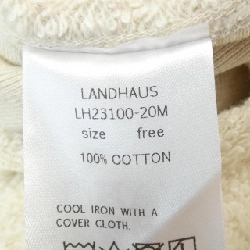 LANDHAUS
LH23100-20M
size free
100% COTTON
COOL IRON WITH A
COVER CLOTH.